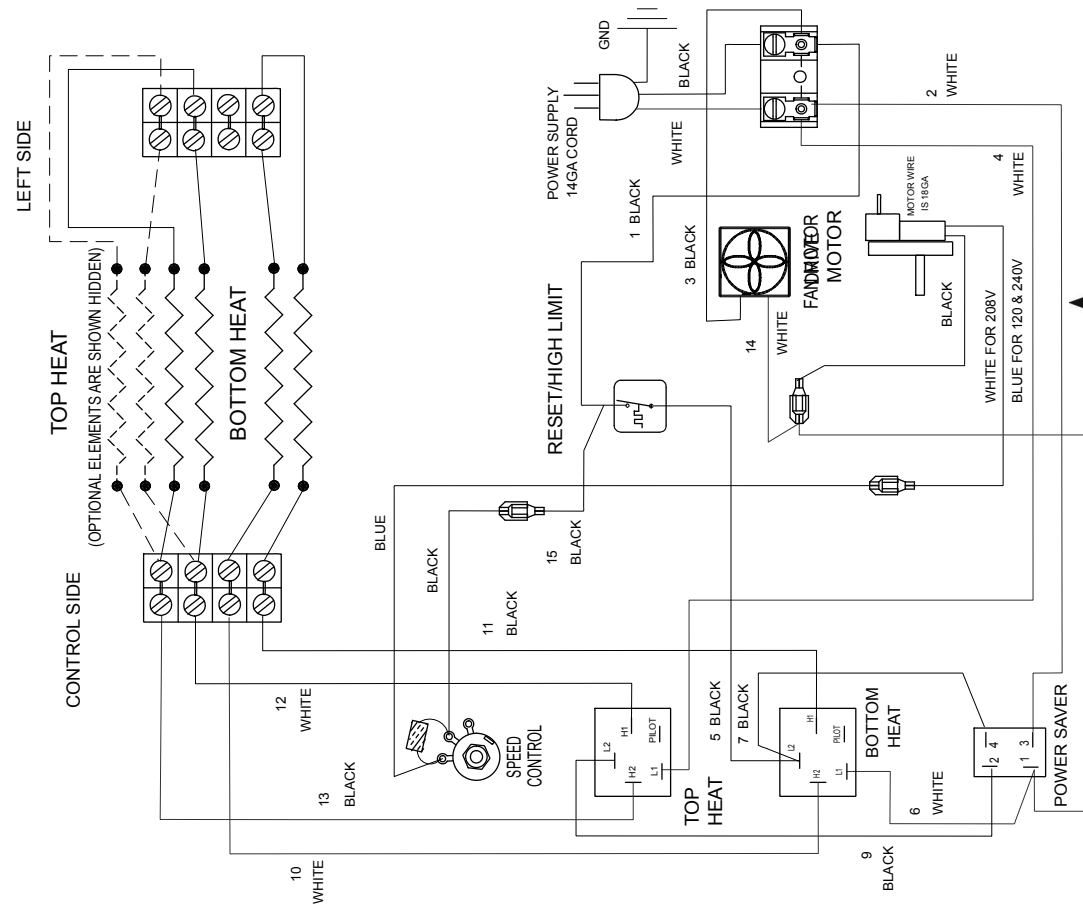 LEFT SIDE
TOP HEAT
(OPTIONAL ELEMENTS ARE SHOWN HIDDEN)
BOTTOM HEAT
CONTROL SIDE
GND
POWER SUPPLY
14GA CORD
BLACK
WHITE
2
WHITE
4
WHITE
1 BLACK
3 BLACK
FAN MOTOR
DRIVE
MOTOR
MOTOR WIRE
IS 18GA
BLACK
14
WHITE
WHITE FOR 208V
BLUE FOR 120 & 240V
RESET/HIGH LIMIT
BLUE
BLACK
15
BLACK
11
BLACK
12
WHITE
13
BLACK
10
WHITE
SPEED
CONTROL
L2
H1
H2
L1
PILOT
TOP
HEAT
5 BLACK
7 BLACK
L2
H1
H2
L1
PILOT
BOTTOM
HEAT
6
WHITE
9
BLACK
2
4
1
3
POWER SAVER